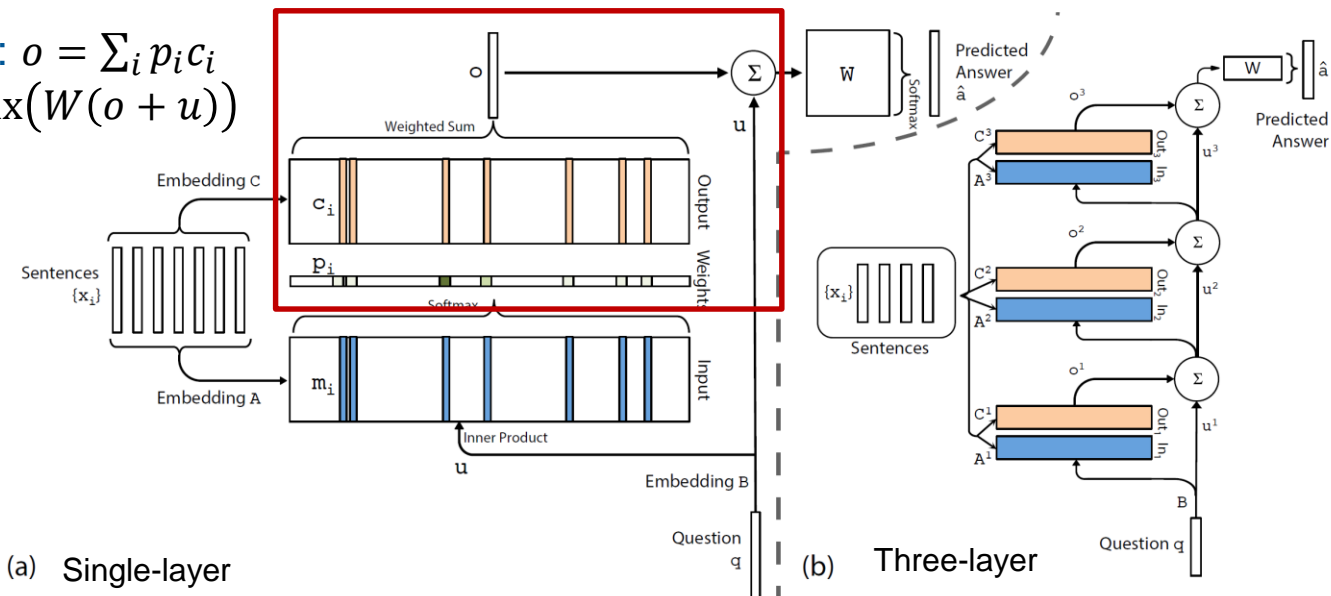 : o = ∑ᵢ pᵢcᵢ
x(W(o + u))
o
Σ
W
Softmax
Predicted
Answer
â
u
Weighted Sum
Embedding C
cᵢ
Output
pᵢ
Weights
Softmax
Sentences
{xᵢ}
mᵢ
Input
Embedding A
Inner Product
u
Embedding B
Question
q
(a) Single-layer
W
â
Predicted
Answer
o³
Σ
C³
Out₃
A³
In₃
u³
o²
Σ
C²
Out₂
A²
In₂
u²
{xᵢ}
Sentences
o¹
Σ
C¹
Out₁
A¹
In₁
u¹
B
Question q
(b) Three-layer